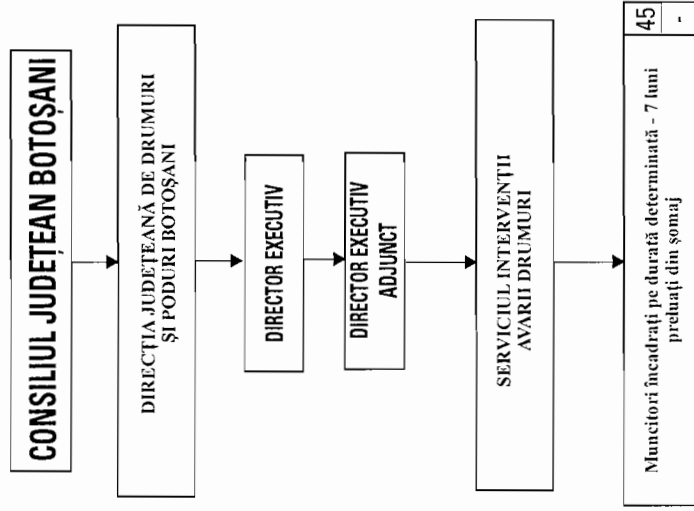 CONSILIUL JUDEȚEAN BOTOȘANI
DIRECȚIA JUDEȚEANĂ DE DRUMURI
ȘI PODURI BOTOȘANI
DIRECTOR EXECUTIV
DIRECTOR EXECUTIV
ADJUNCT
SERVICIUL INTERVENȚII
AVARII DRUMURI
Muncitori încadrați pe durată determinată - 7 luni
preluați din șomaj
45
-